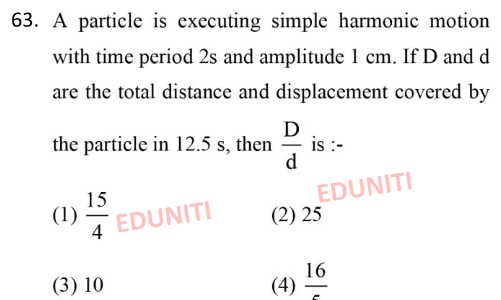 63. A particle is executing simple harmonic motion
with time period 2s and amplitude 1 cm. If D and d
are the total distance and displacement covered by
the particle in 12.5 s, then D/d is :-
(1) 15/4 EDUNITI (2) 25 EDUNITI
(3) 10 (4) 16